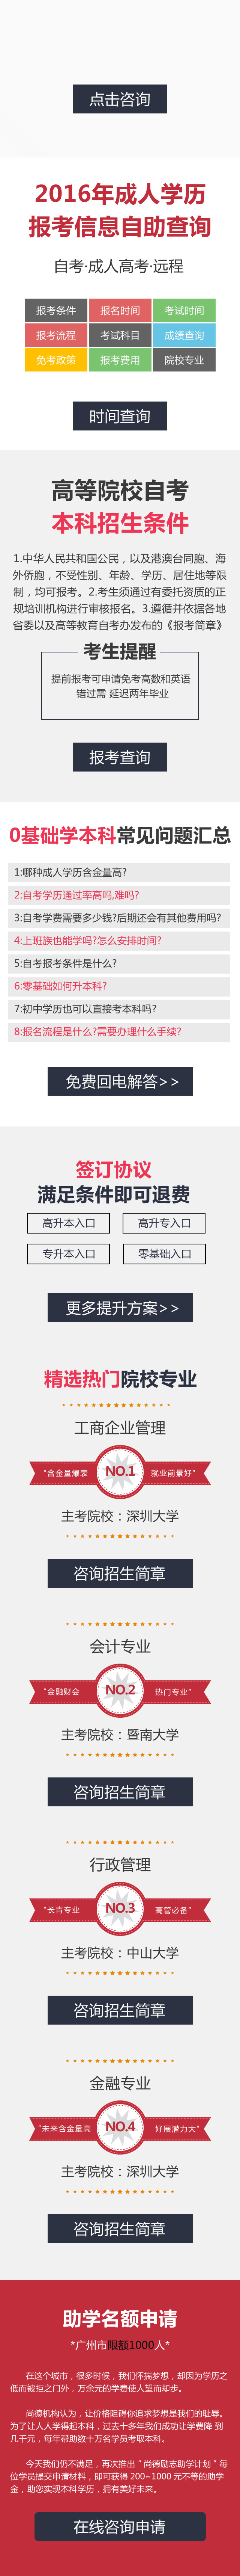 点击咨询
2016年成人学历
报考信息自助查询
自考·成人高考·远程
报考条件 报名时间 考试时间
报考流程 考试科目 成绩查询
免考政策 报考费用 院校专业
时间查询
高等院校自考
本科招生条件
1.中华人民共和国公民，以及港澳台同胞、海
外侨胞，不受性别、年龄、学历、居住地等限
制，均可报考。2.考生须通过有委托资质的正
规培训机构进行审核报名。3.遵循并依据各地
省委以及高等教育自考办发布的《报考简章》
考生提醒
提前报考可申请免考高数和英语
错过需 延迟两年毕业
报考查询
0基础学本科常见问题汇总
1:哪种成人学历含金量高?
2:自考学历通过率高吗,难吗?
3:自考学费需要多少钱?后期还会有其他费用吗?
4:上班族也能学吗?怎么安排时间?
5:自考报考条件是什么?
6:零基础如何升本科?
7:初中学历也可以直接考本科吗?
8:报名流程是什么?需要办理什么手续?
免费回电解答>>
签订协议
满足条件即可退费
高升本入口 高升专入口
专升本入口 零基础入口
更多提升方案>>
精选热门院校专业
工商企业管理
“含金量爆表 NO.1 就业前景好”
主考院校：深圳大学
咨询招生简章
会计专业
“金融财会 NO.2 热门专业”
主考院校：暨南大学
咨询招生简章
行政管理
“长青专业 NO.3 高管必备”
主考院校：中山大学
咨询招生简章
金融专业
“未来含金量高 NO.4 好展潜力大”
主考院校：深圳大学
咨询招生简章
助学名额申请
*广州市限额1000人*
在这个城市，很多时候，我们怀揣梦想，却因为学历之
低而被拒之门外，万余元的学费使人望而却步。
尚德机构认为，让价格阻碍你追求梦想是我们的耻辱。
为了让人人学得起本科，过去十多年我们成功让学费降 到
几千元，每年帮助数十万名学员考取本科。
今天我们仍不满足，再次推出“尚德励志助学计划”每
位学员提交申请材料，即可获得 200~1000 元不等的助学
金，助您实现本科学历，拥有美好未来。
在线咨询申请